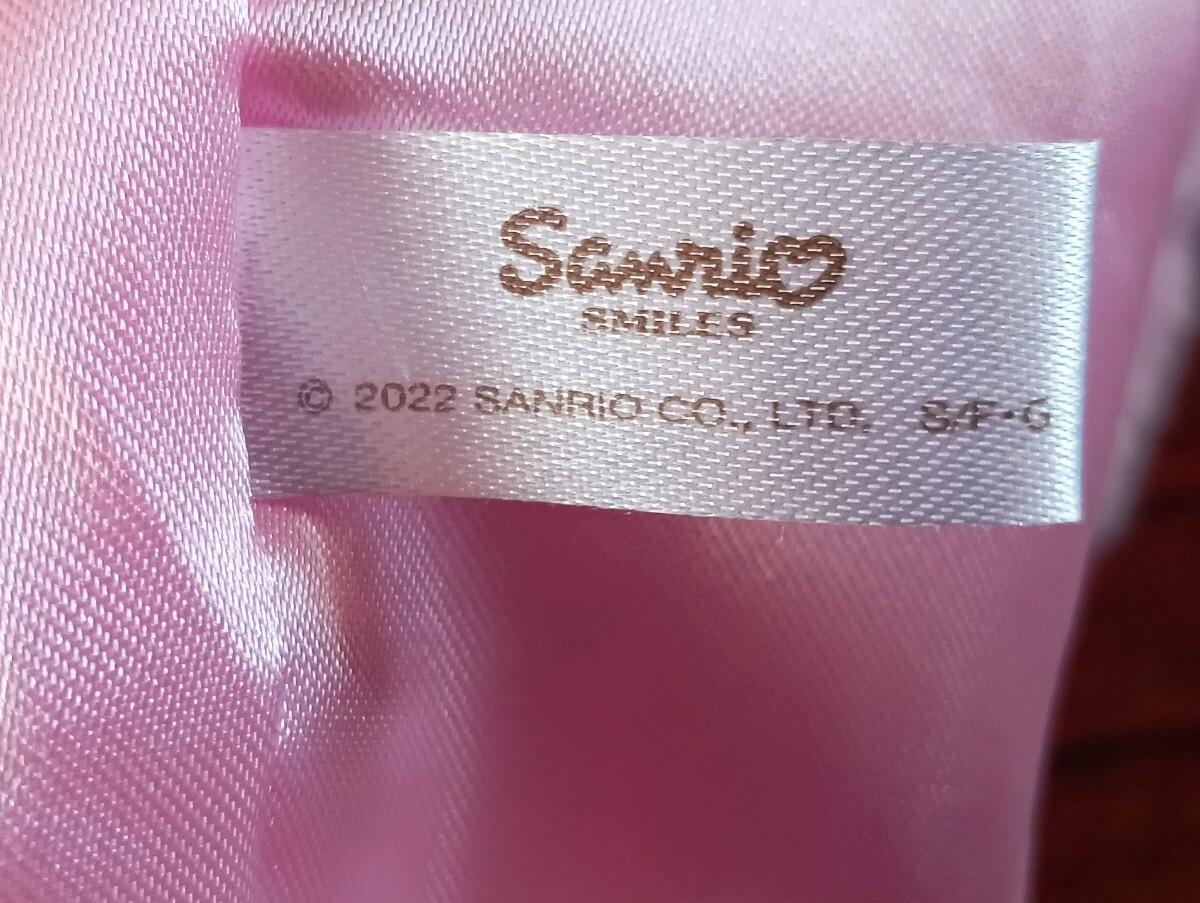 Sanrio
SMILES
© 2022 SANRIO CO., LTD. S/F•G